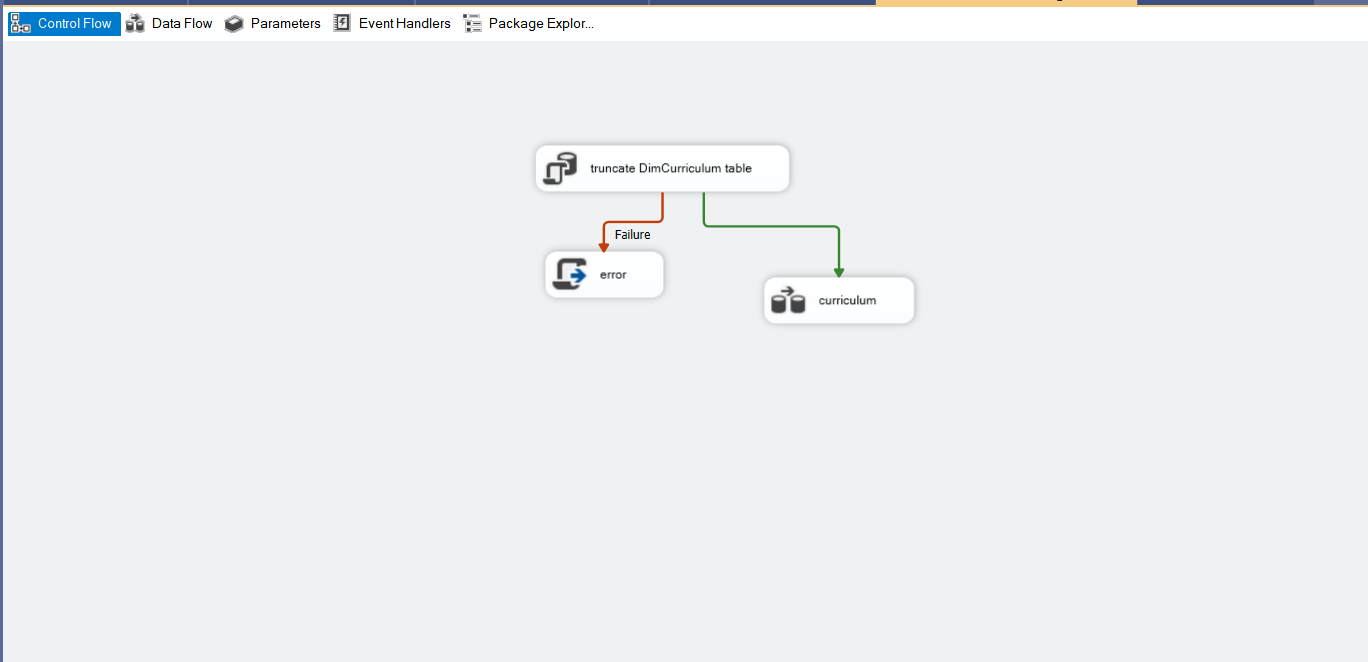 Control Flow Data Flow Parameters Event Handlers Package Explor...
truncate DimCurriculum table
Failure
error
curriculum